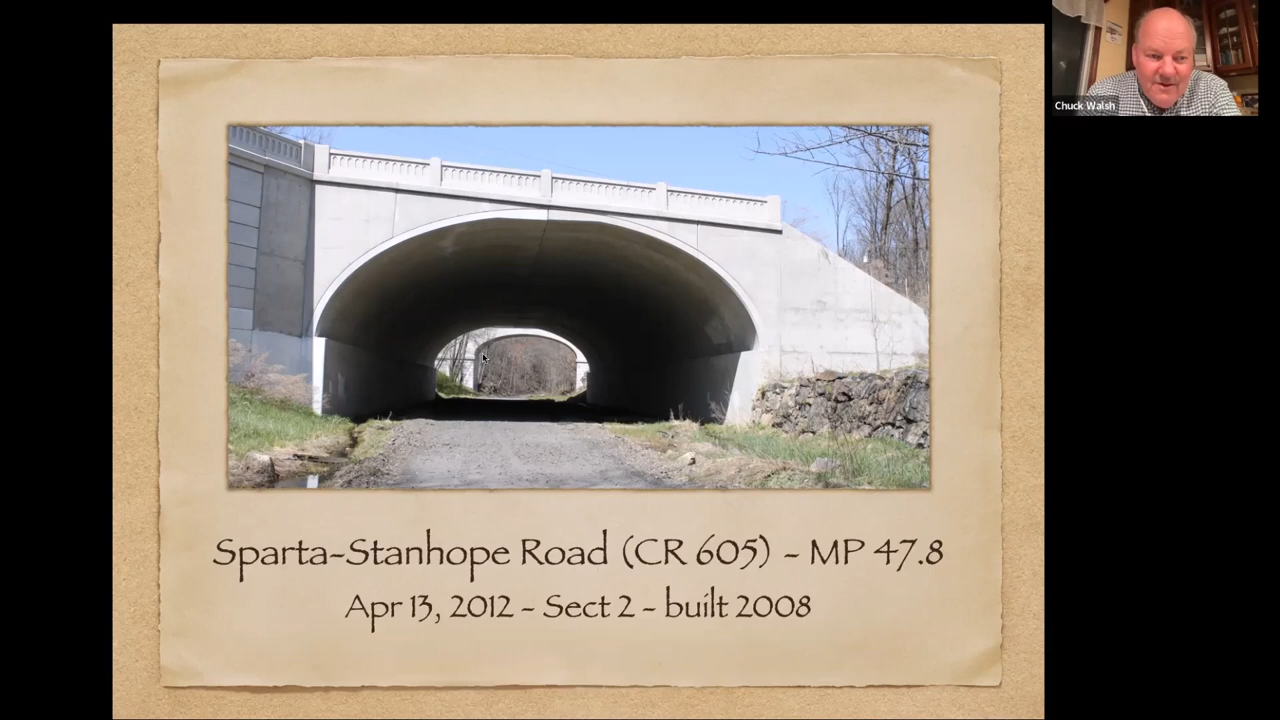 Chuck Walsh
Sparta-Stanhope Road (CR 605) - MP 47.8
Apr 13, 2012 - Sect 2 - built 2008